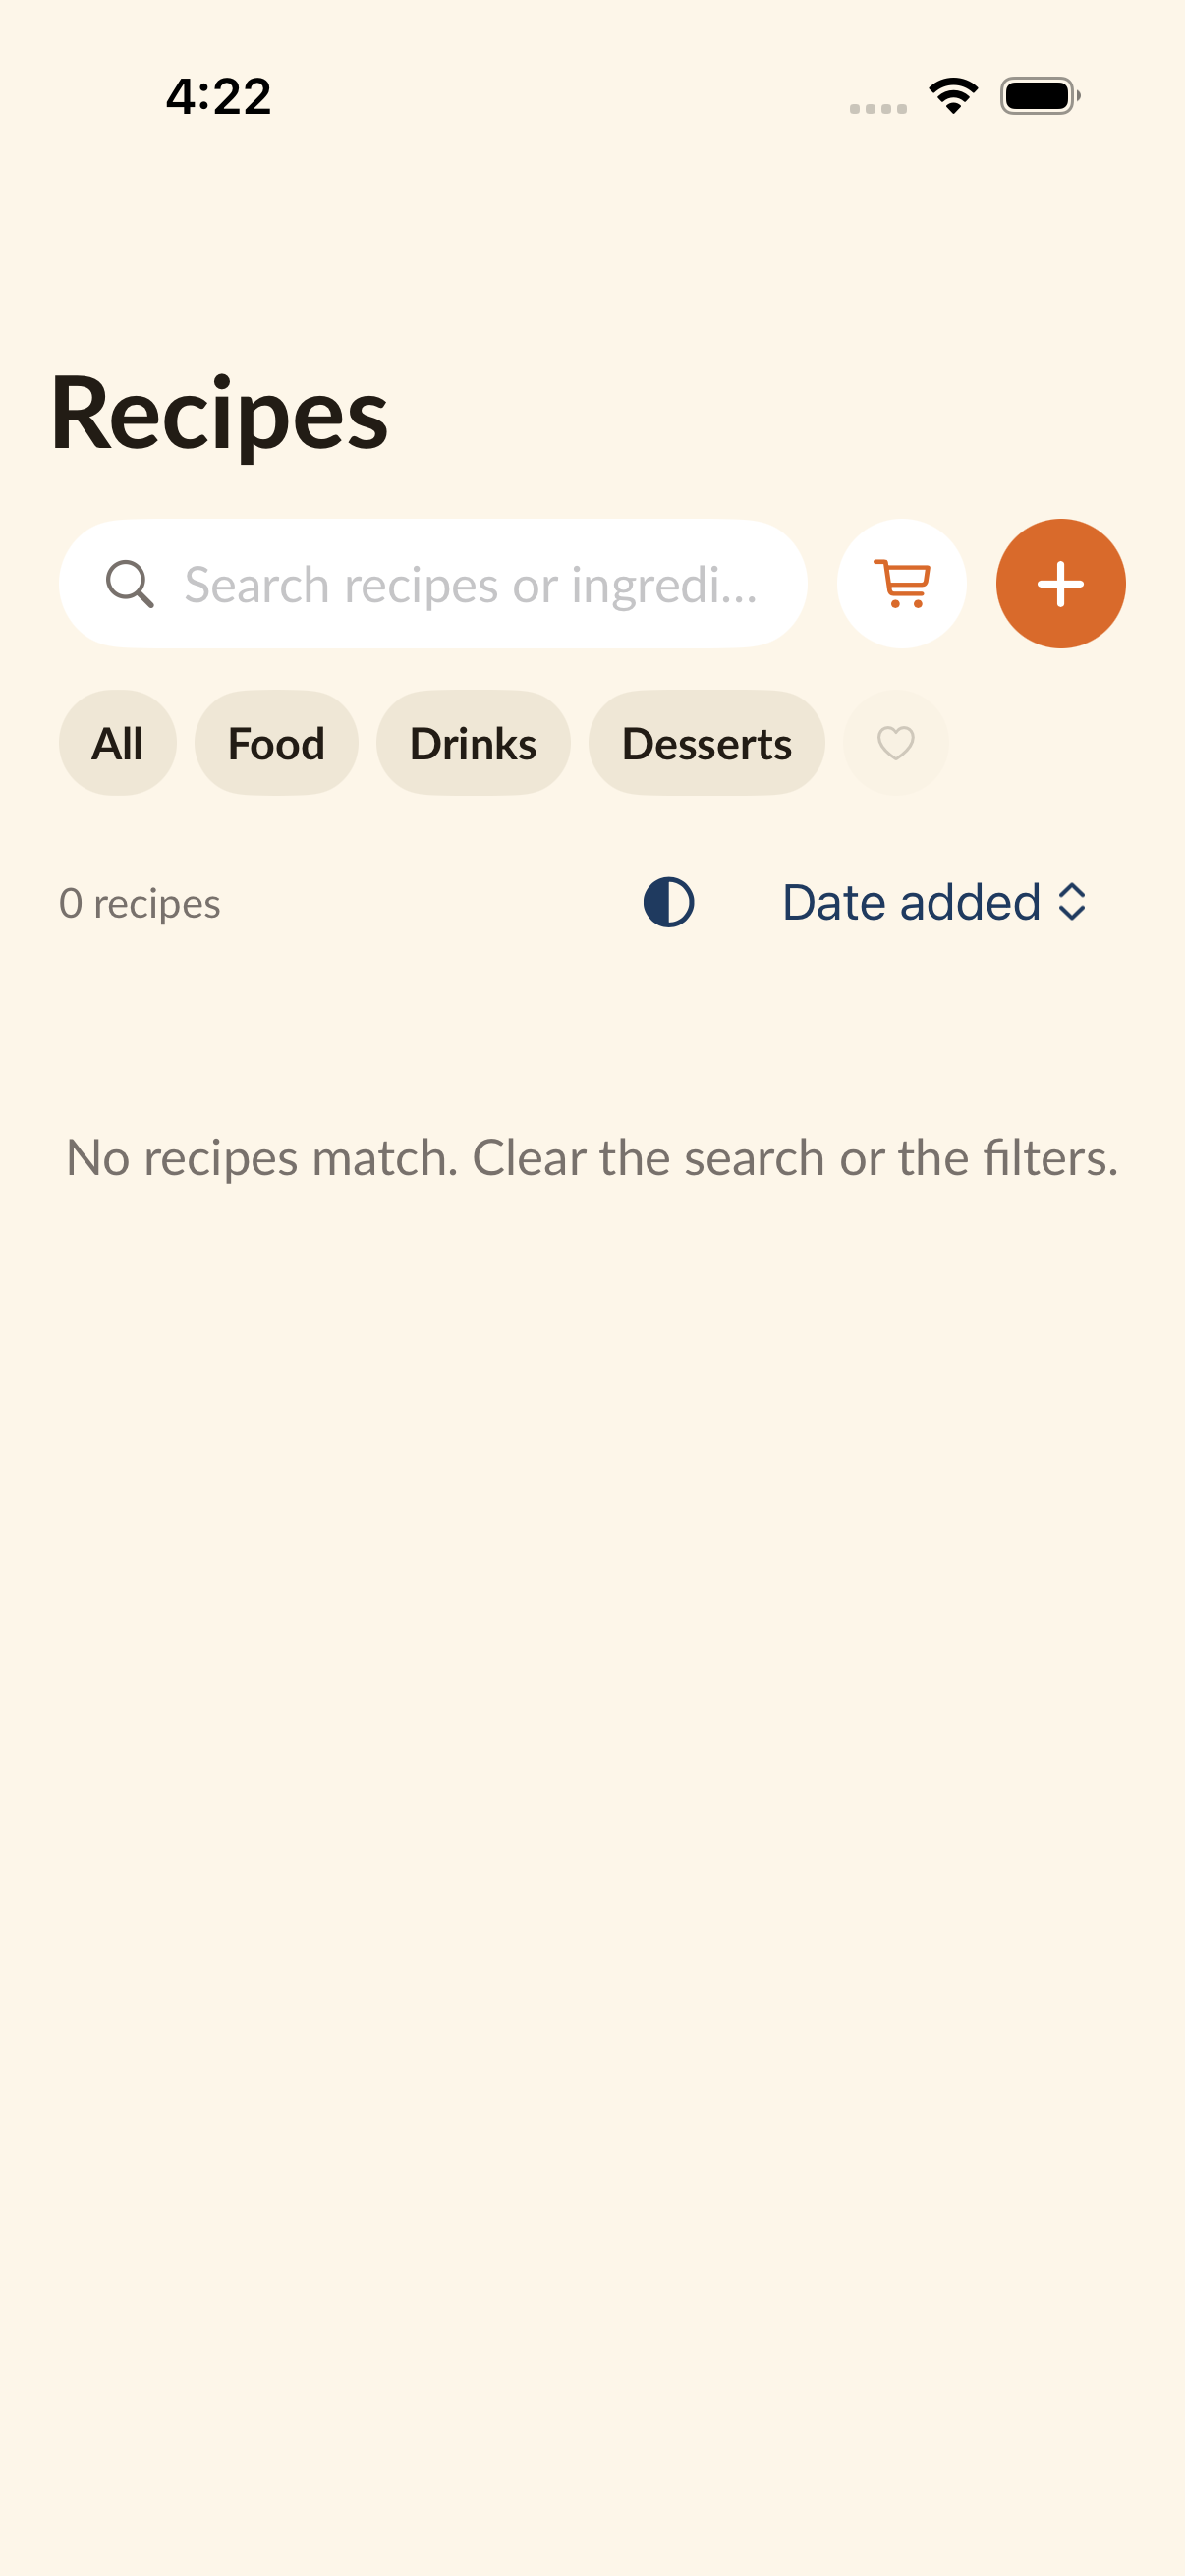 4:22
Recipes
Search recipes or ingredi...
All Food Drinks Desserts
0 recipes Date added
No recipes match. Clear the search or the filters.